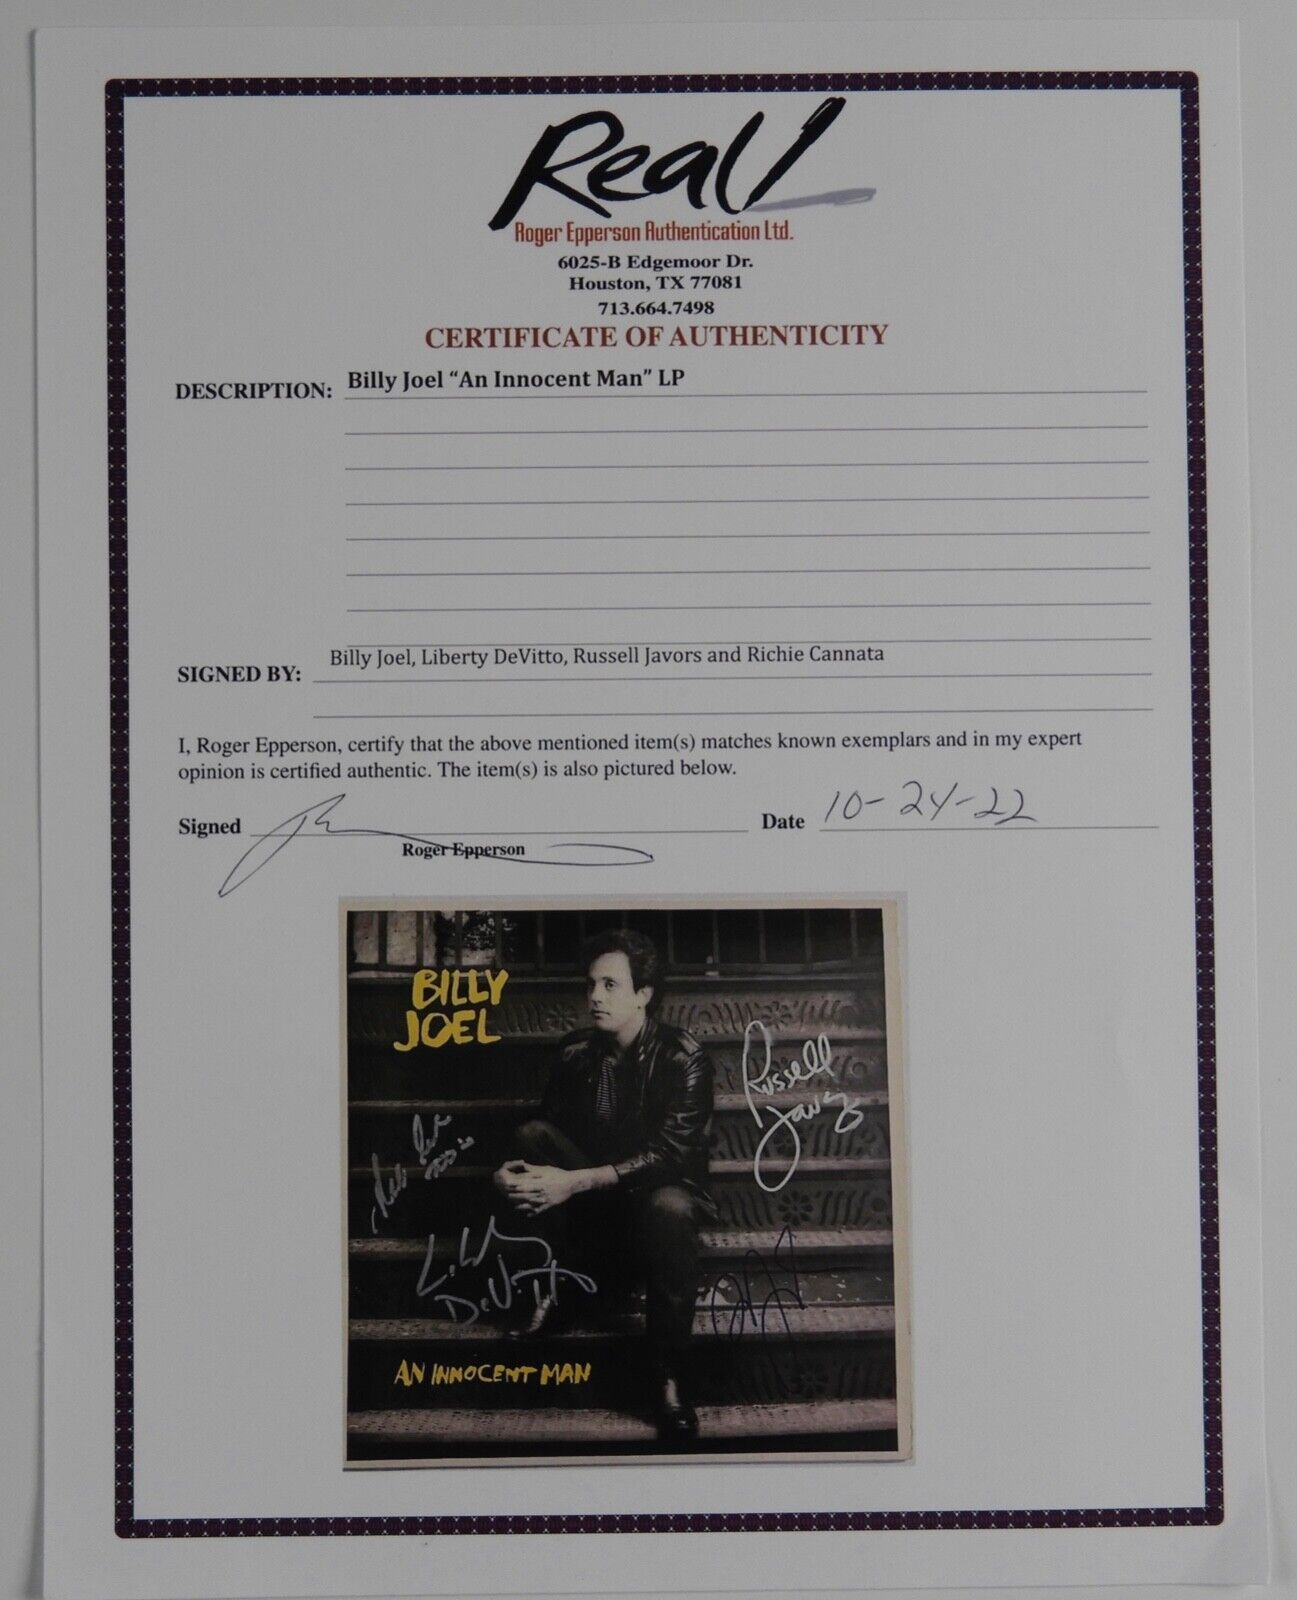 Real!
Roger Epperson Authentication Ltd.
6025-B Edgemoor Dr.
Houston, TX 77081
713.664.7498
CERTIFICATE OF AUTHENTICITY
DESCRIPTION: Billy Joel “An Innocent Man” LP
SIGNED BY: Billy Joel, Liberty DeVitto, Russell Javors and Richie Cannata
I, Roger Epperson, certify that the above mentioned item(s) matches known exemplars and in my expert
opinion is certified authentic. The item(s) is also pictured below.
Signed Date 10-24-22
Roger Epperson
BILLY
JOEL
Russell
Javors
Liberty
DeVitto
AN INNOCENT MAN